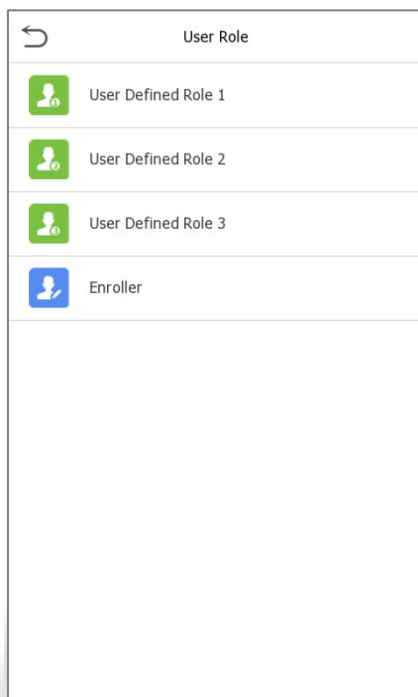 User Role
User Defined Role 1
User Defined Role 2
User Defined Role 3
Enroller